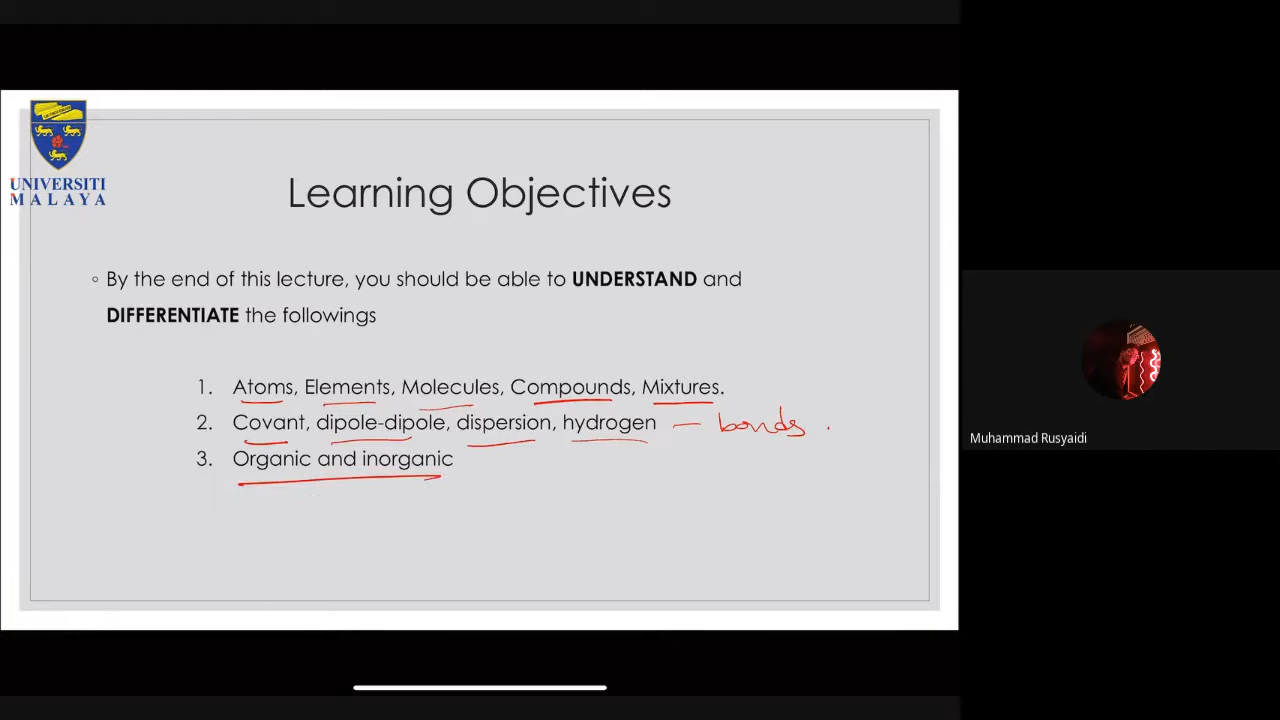 UNIVERSITI
MALAYA
Learning Objectives
◦ By the end of this lecture, you should be able to UNDERSTAND and
DIFFERENTIATE the followings
1. Atoms, Elements, Molecules, Compounds, Mixtures.
2. Covant, dipole-dipole, dispersion, hydrogen — bonds.
3. Organic and inorganic
Muhammad Rusyaidi